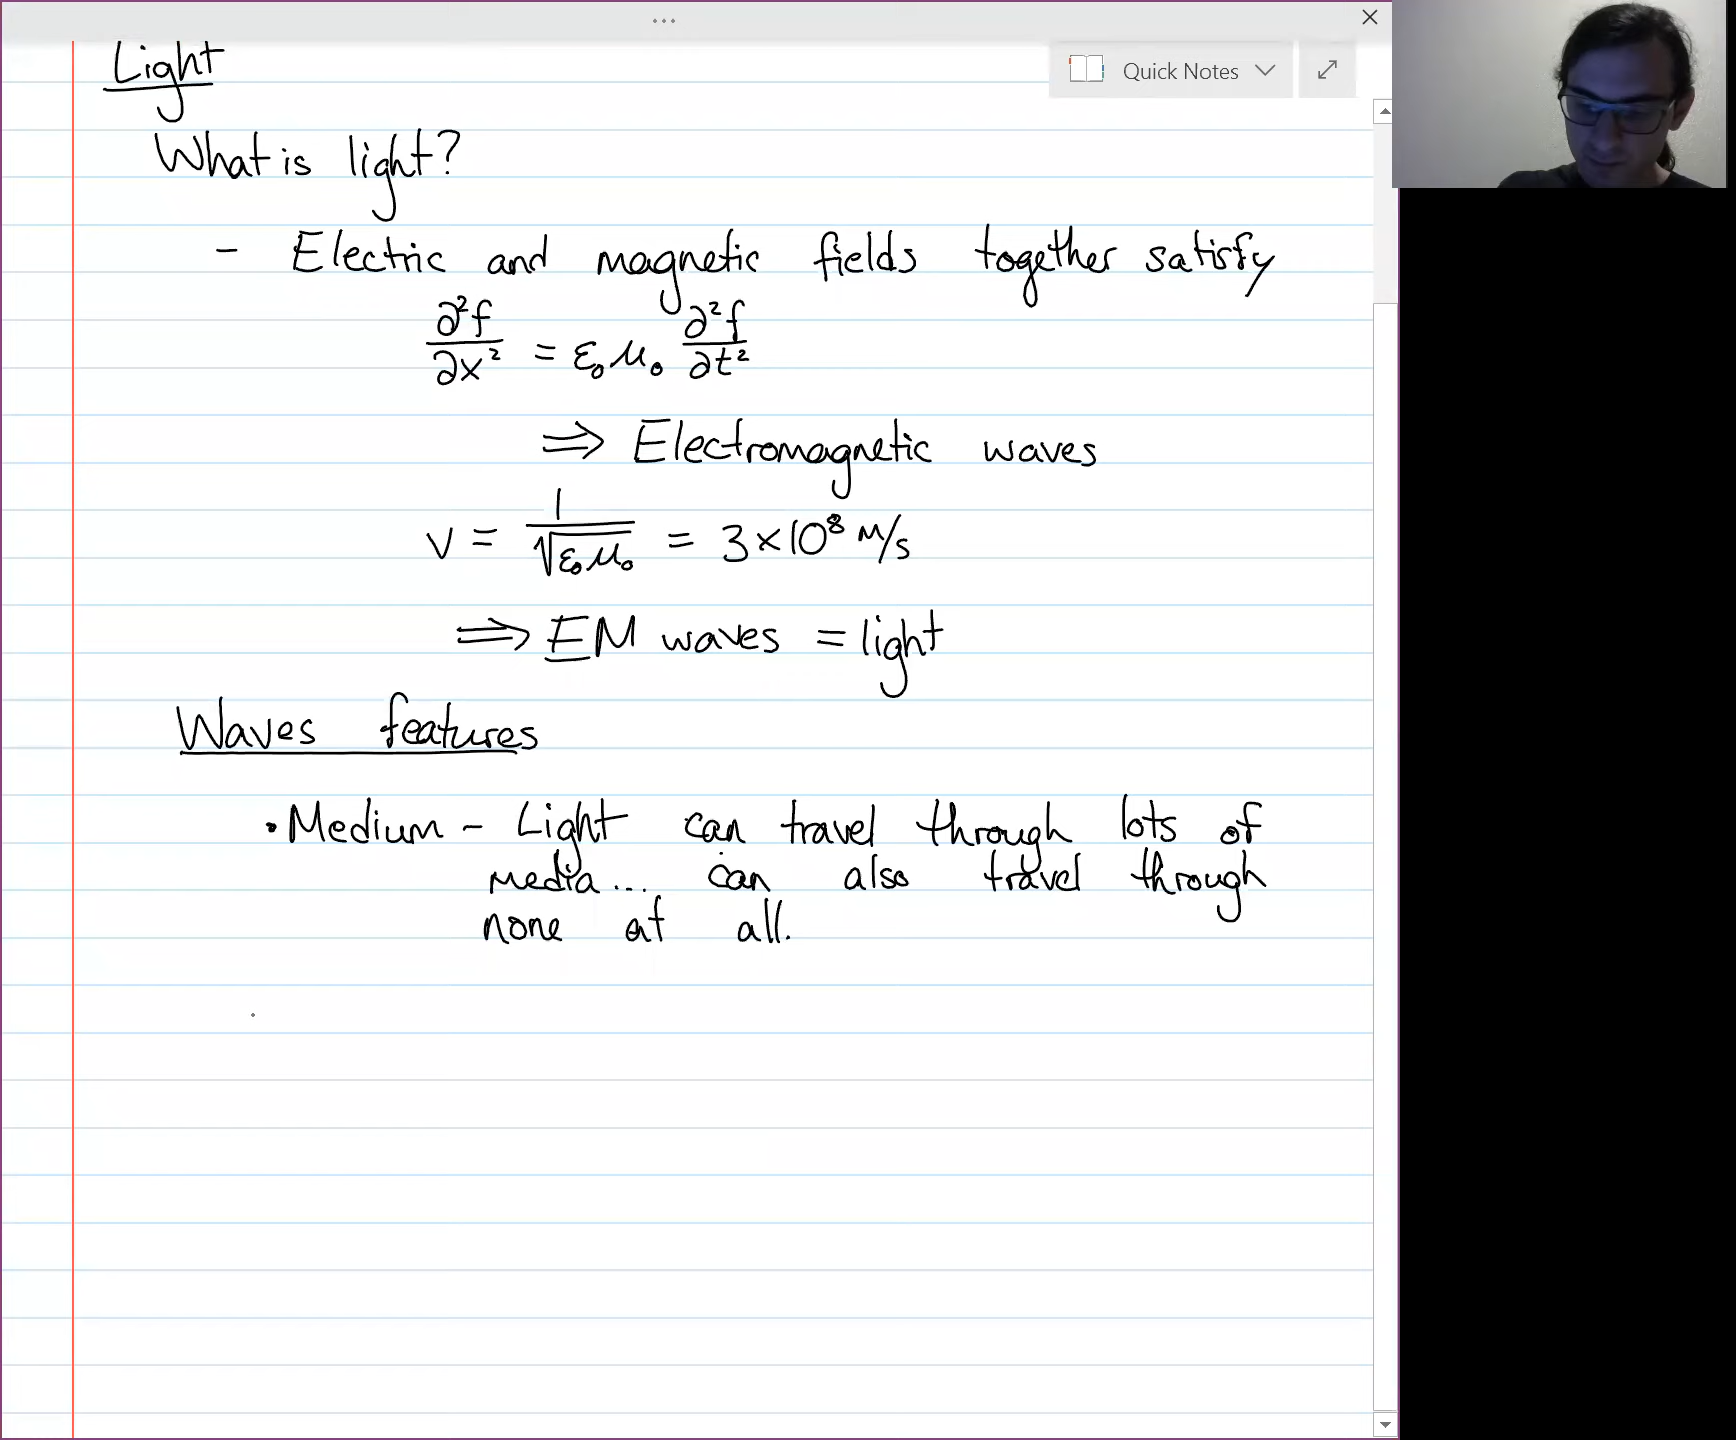 Light
Quick Notes
What is light?
- Electric and magnetic fields together satisfy
∂²f/∂x² = ε₀μ₀ ∂²f/∂t²
⇒ Electromagnetic waves
v = 1/√ε₀μ₀ = 3×10⁸ m/s
⇒ EM waves = light
Waves features
• Medium - Light can travel through lots of
media... can also travel through
none at all.